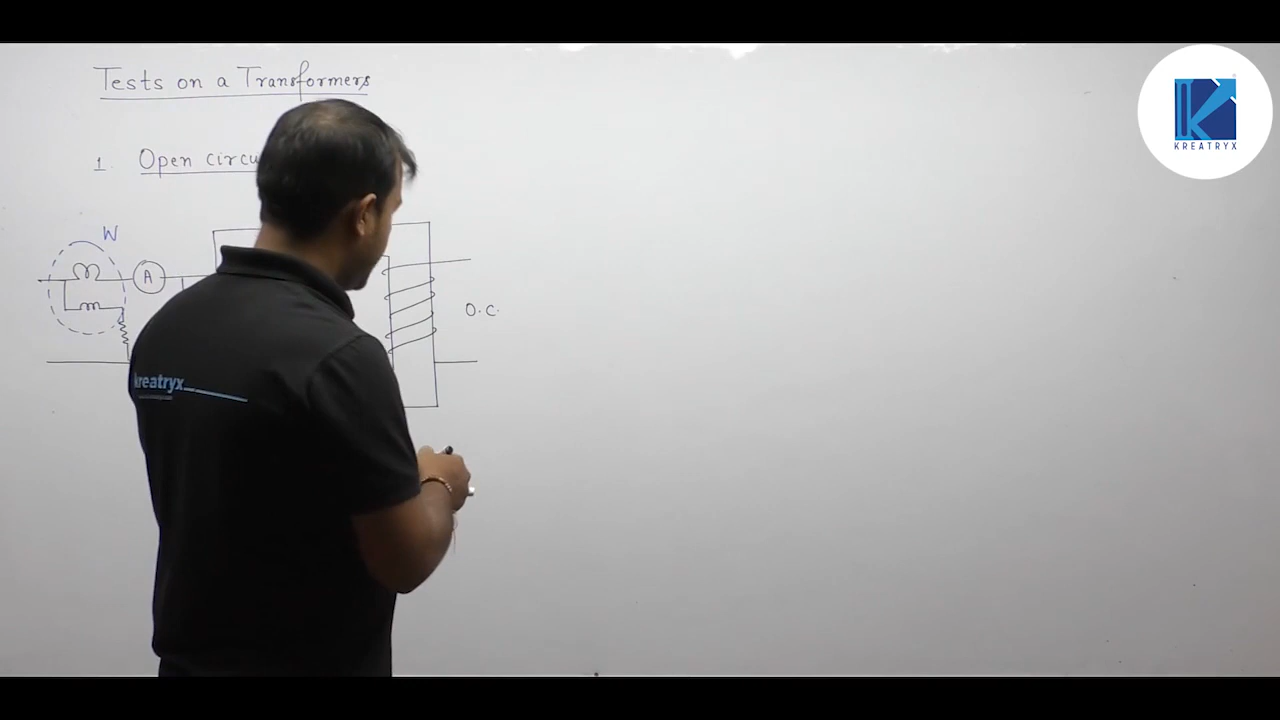 Tests on a Transformers
1. Open circu
W
A
O.C.
kreatryx
KREATRYX